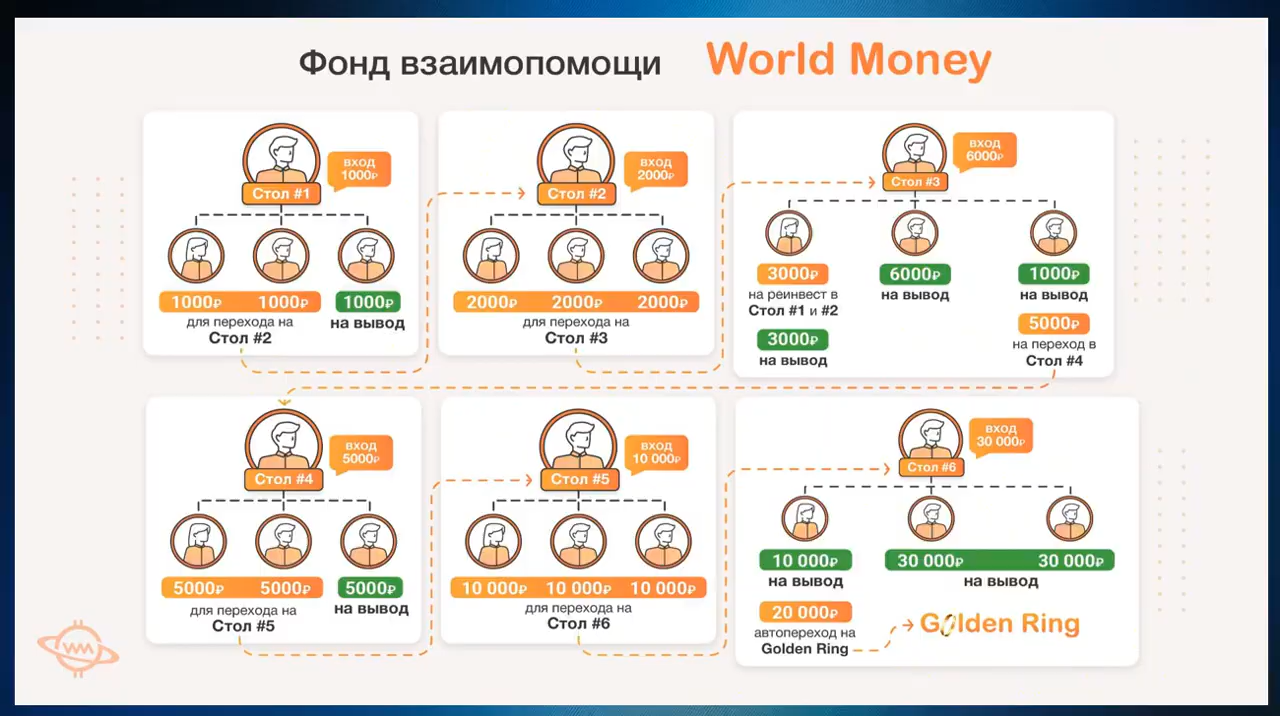 Фонд взаимопомощи World Money
вход
1000₽
Стол #1
1000₽ 1000₽ 1000₽
для перехода на
Стол #2
на вывод
вход
2000₽
Стол #2
2000₽ 2000₽ 2000₽
для перехода на
Стол #3
вход
6000₽
Стол #3
3000₽
на реинвест в
Стол #1 и #2
3000₽
на вывод
6000₽
на вывод
1000₽
на вывод
5000₽
на переход в
Стол #4
вход
5000₽
Стол #4
5000₽ 5000₽ 5000₽
для перехода на
Стол #5
на вывод
вход
10 000₽
Стол #5
10 000₽ 10 000₽ 10 000₽
для перехода на
Стол #6
вход
30 000₽
Стол #6
10 000₽
на вывод
30 000₽ 30 000₽
на вывод
20 000₽
автопереход на
Golden Ring
Golden Ring
WM